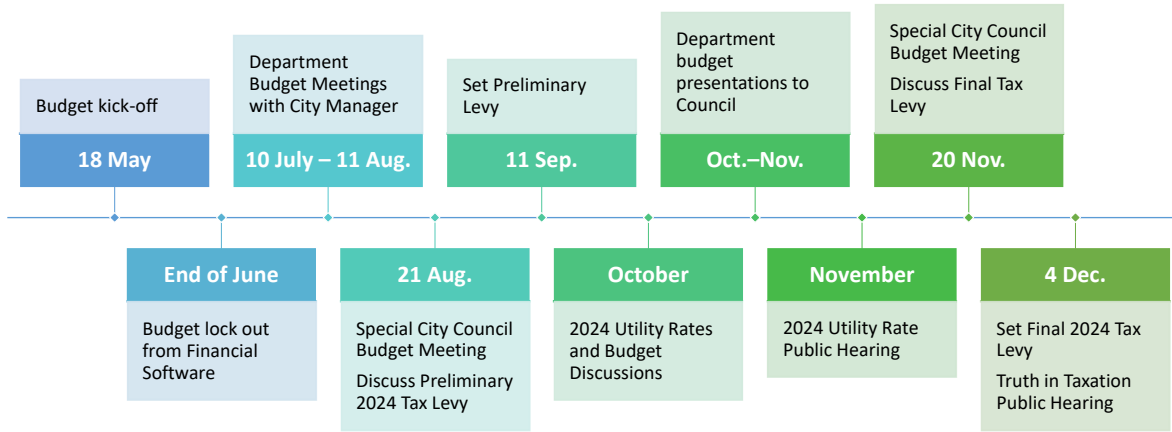 Budget kick-off
18 May
End of June
Budget lock out
from Financial
Software
Department
Budget Meetings
with City Manager
10 July – 11 Aug.
21 Aug.
Special City Council
Budget Meeting
Discuss Preliminary
2024 Tax Levy
Set Preliminary
Levy
11 Sep.
October
2024 Utility Rates
and Budget
Discussions
Department
budget
presentations to
Council
Oct.–Nov.
November
2024 Utility Rate
Public Hearing
Special City Council
Budget Meeting
Discuss Final Tax
Levy
20 Nov.
4 Dec.
Set Final 2024 Tax
Levy
Truth in Taxation
Public Hearing